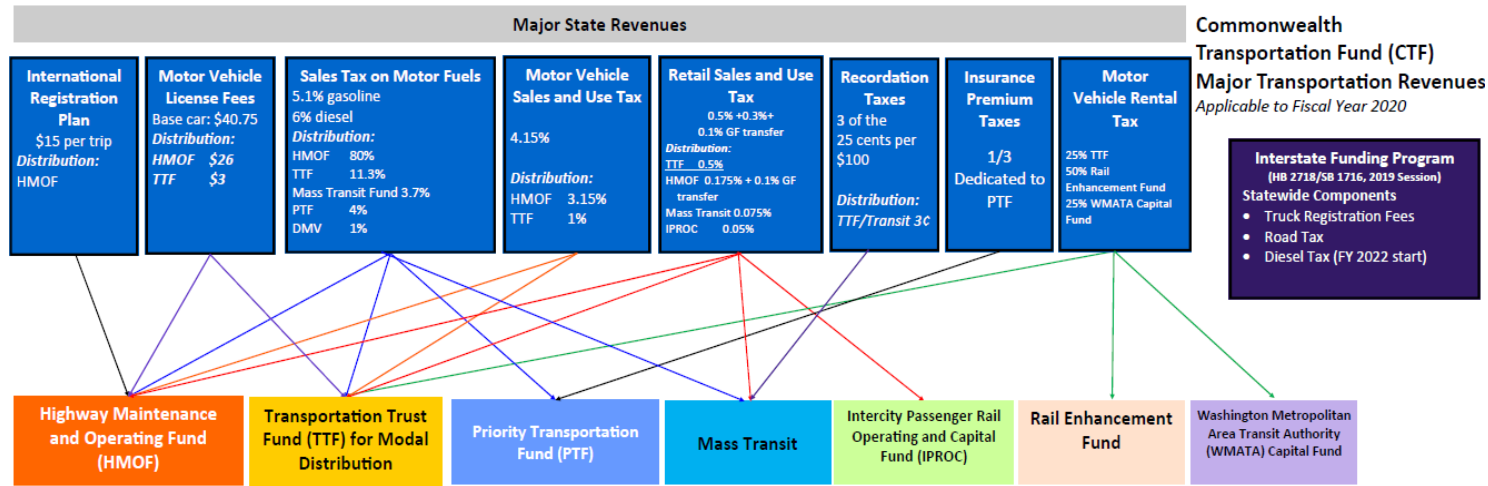 Major State Revenues
Commonwealth
Transportation Fund (CTF)
Major Transportation Revenues
Applicable to Fiscal Year 2020
International
Registration
Plan
$15 per trip
Distribution:
HMOF
Motor Vehicle
License Fees
Base car: $40.75
Distribution:
HMOF $26
TTF $3
Sales Tax on Motor Fuels
5.1% gasoline
6% diesel
Distribution:
HMOF 80%
TTF 11.3%
Mass Transit Fund 3.7%
PTF 4%
DMV 1%
Motor Vehicle
Sales and Use Tax
4.15%
Distribution:
HMOF 3.15%
TTF 1%
Retail Sales and Use
Tax
0.5% +0.3%+
0.1% GF transfer
Distribution:
TTF 0.5%
HMOF 0.175% + 0.1% GF
transfer
Mass Transit 0.075%
IPROC 0.05%
Recordation
Taxes
3 of the
25 cents per
$100
Distribution:
TTF/Transit 3¢
Insurance
Premium
Taxes
1/3
Dedicated to
PTF
Motor
Vehicle Rental
Tax
25% TTF
50% Rail
Enhancement Fund
25% WMATA Capital
Fund
Interstate Funding Program
(HB 2718/SB 1716, 2019 Session)
Statewide Components
• Truck Registration Fees
• Road Tax
• Diesel Tax (FY 2022 start)
Highway Maintenance
and Operating Fund
(HMOF)
Transportation Trust
Fund (TTF) for Modal
Distribution
Priority Transportation
Fund (PTF)
Mass Transit
Intercity Passenger Rail
Operating and Capital
Fund (IPROC)
Rail Enhancement
Fund
Washington Metropolitan
Area Transit Authority
(WMATA) Capital Fund